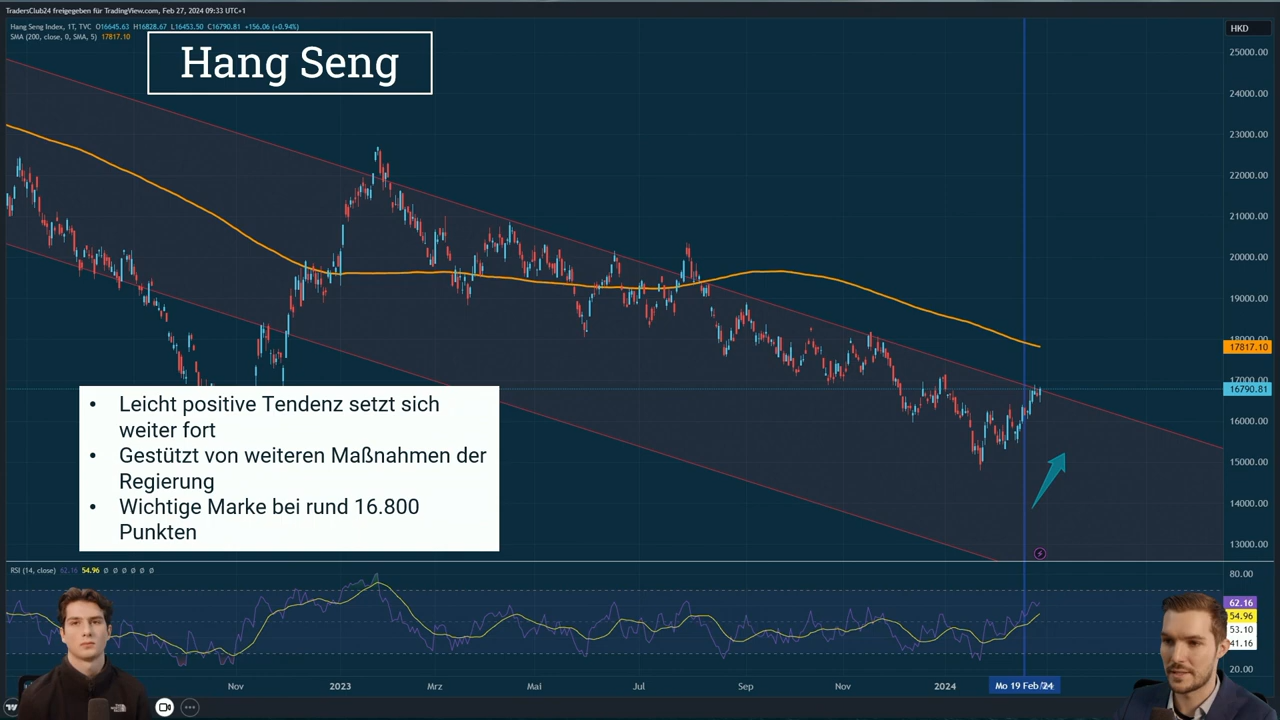 TradersClub24 freigegeben für TradingView.com, Feb 27, 2024 09:33 UTC+1
Hang Seng Index, 1T, TVC O16645.63 H16828.67 L16453.50 C16790.81 +156.06 (+0.94%)
SMA (200, close, 0, SMA, 5) 17817.10
HKD
Hang Seng
25000.00
24000.00
23000.00
22000.00
21000.00
20000.00
19000.00
18000.00
17817.10
17000.00
16790.81
16000.00
15000.00
14000.00
13000.00
• Leicht positive Tendenz setzt sich
weiter fort
• Gestützt von weiteren Maßnahmen der
Regierung
• Wichtige Marke bei rund 16.800
Punkten
RSI (14, close) 62.16 54.96 Ø Ø Ø Ø Ø Ø
80.00
62.16
54.96
53.10
41.16
20.00
Nov 2023 Mrz Mai Jul Sep Nov 2024 Mo 19 Feb '24